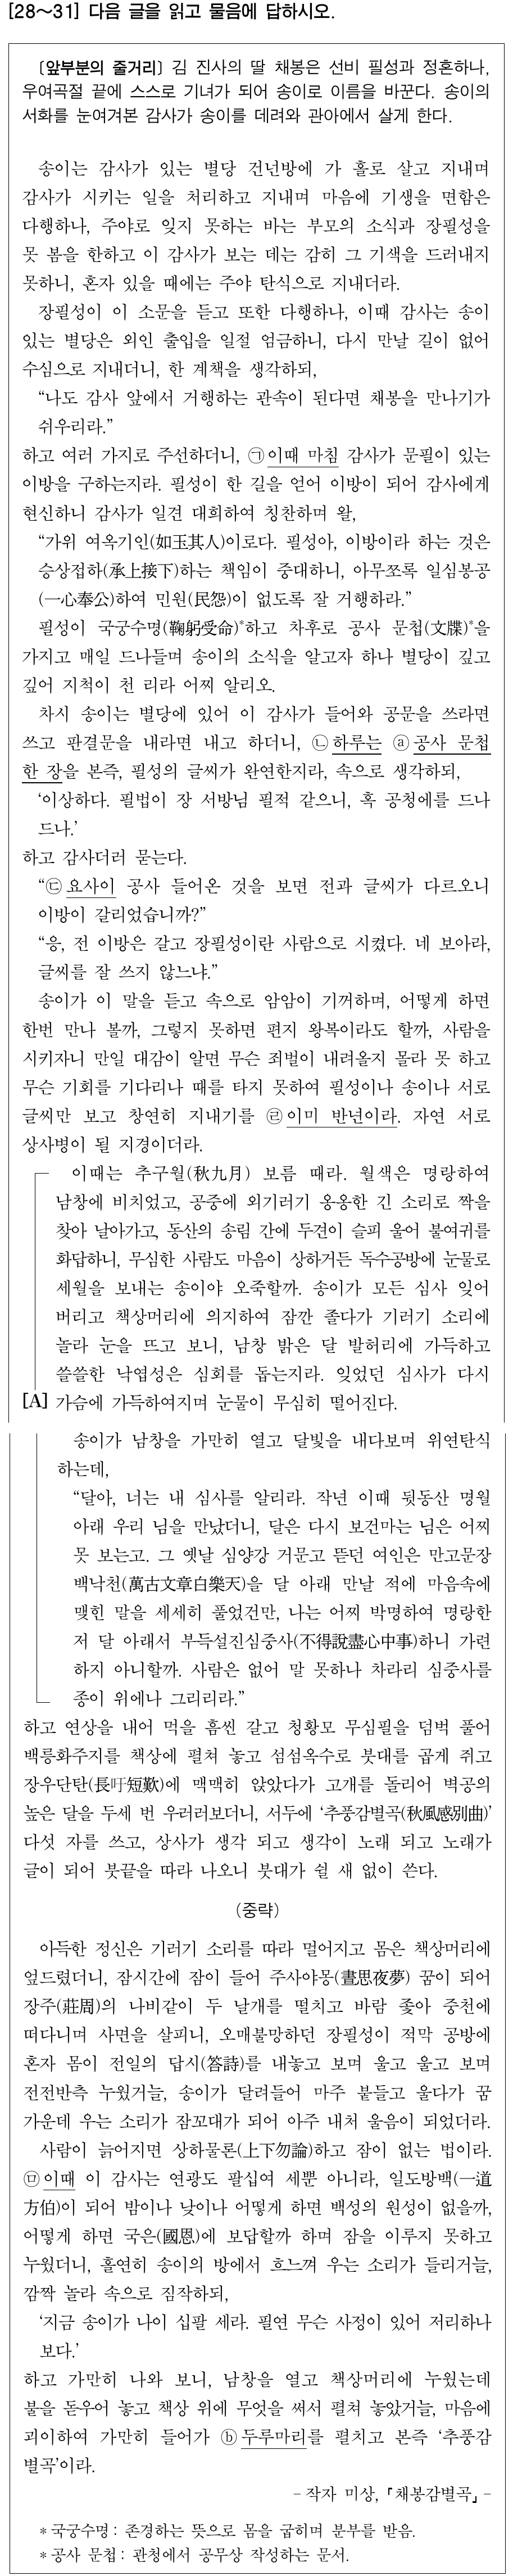 [28～31] 다음 글을 읽고 물음에 답하시오.
[앞부분의 줄거리] 김 진사의 딸 채봉은 선비 필성과 정혼하나,
우여곡절 끝에 스스로 기녀가 되어 송이로 이름을 바꾼다. 송이의
서화를 눈여겨본 감사가 송이를 데려와 관아에서 살게 한다.
송이는 감사가 있는 별당 건넌방에 가 홀로 살고 지내며
감사가 시키는 일을 처리하고 지내며 마음에 기생을 면함은
다행하나, 주야로 잊지 못하는 바는 부모의 소식과 장필성을
못 봄을 한하고 이 감사가 보는 데는 감히 그 기색을 드러내지
못하니, 혼자 있을 때에는 주야 탄식으로 지내더라.
장필성이 이 소문을 듣고 또한 다행하나, 이때 감사는 송이
있는 별당은 외인 출입을 일절 엄금하니, 다시 만날 길이 없어
수심으로 지내더니, 한 계책을 생각하되,
“나도 감사 앞에서 거행하는 관속이 된다면 채봉을 만나기가
쉬우리라.”
하고 여러 가지로 주선하더니, ㉠이때 마침 감사가 문필이 있는
이방을 구하는지라. 필성이 한 길을 얻어 이방이 되어 감사에게
현신하니 감사가 일견 대희하여 칭찬하며 왈,
“가위 여옥기인(如玉其人)이로다. 필성아, 이방이라 하는 것은
승상접하(承上接下)하는 책임이 중대하니, 아무쪼록 일심봉공
(一心奉公)하여 민원(民怨)이 없도록 잘 거행하라.”
필성이 국궁수명(鞠躬受命)*하고 차후로 공사 문첩(文牒)*을
가지고 매일 드나들며 송이의 소식을 알고자 하나 별당이 깊고
깊어 지척이 천 리라 어찌 알리오.
차시 송이는 별당에 있어 이 감사가 들어와 공문을 쓰라면
쓰고 판결문을 내라면 내고 하더니, ㉡하루는 ⓐ공사 문첩
한 장을 본즉, 필성의 글씨가 완연한지라, 속으로 생각하되,
‘이상하다. 필법이 장 서방님 필적 같으니, 혹 공청에를 드나
드나.’
하고 감사더러 묻는다.
“㉢요사이 공사 들어온 것을 보면 전과 글씨가 다르오니
이방이 갈리었습니까?”
“응, 전 이방은 갈고 장필성이란 사람으로 시켰다. 네 보아라,
글씨를 잘 쓰지 않느냐.”
송이가 이 말을 듣고 속으로 암암이 기꺼하며, 어떻게 하면
한번 만나 볼까, 그렇지 못하면 편지 왕복이라도 할까, 사람을
시키자니 만일 대감이 알면 무슨 죄벌이 내려올지 몰라 못 하고
무슨 기회를 기다리나 때를 타지 못하여 필성이나 송이나 서로
글씨만 보고 창연히 지내기를 ㉣이미 반년이라. 자연 서로
상사병이 될 지경이더라.
이때는 추구월(秋九月) 보름 때라. 월색은 명랑하여
남창에 비치었고, 공중에 외기러기 옹옹한 긴 소리로 짝을
찾아 날아가고, 동산의 송림 간에 두견이 슬피 울어 불여귀를
화답하니, 무심한 사람도 마음이 상하거든 독수공방에 눈물로
세월을 보내는 송이야 오죽할까. 송이가 모든 심사 잊어
버리고 책상머리에 의지하여 잠깐 졸다가 기러기 소리에
놀라 눈을 뜨고 보니, 남창 밝은 달 발허리에 가득하고
쓸쓸한 낙엽성은 심회를 돕는지라. 잊었던 심사가 다시
[A] 가슴에 가득하여지며 눈물이 무심히 떨어진다.
송이가 남창을 가만히 열고 달빛을 내다보며 위연탄식
하는데,
“달아, 너는 내 심사를 알리라. 작년 이때 뒷동산 명월
아래 우리 님을 만났더니, 달은 다시 보건마는 님은 어찌
못 보는고. 그 옛날 심양강 거문고 뜯던 여인은 만고문장
백낙천(萬古文章白樂天)을 달 아래 만날 적에 마음속에
맺힌 말을 세세히 풀었건만, 나는 어찌 박명하여 명랑한
저 달 아래서 부득설진심중사(不得說盡心中事)하니 가련
하지 아니할까. 사람은 없어 말 못하나 차라리 심중사를
종이 위에나 그리리라.”
하고 연상을 내어 먹을 흠씬 갈고 청황모 무심필을 덤벅 풀어
백릉화주지를 책상에 펼쳐 놓고 섬섬옥수로 붓대를 곱게 쥐고
장우단탄(長吁短歎)에 맥맥히 앉았다가 고개를 돌리어 벽공의
높은 달을 두세 번 우러러보더니, 서두에 ‘추풍감별곡(秋風感別曲)’
다섯 자를 쓰고, 상사가 생각 되고 생각이 노래 되고 노래가
글이 되어 붓끝을 따라 나오니 붓대가 쉴 새 없이 쓴다.
(중략)
아득한 정신은 기러기 소리를 따라 멀어지고 몸은 책상머리에
엎드렸더니, 잠시간에 잠이 들어 주사야몽(晝思夜夢) 꿈이 되어
장주(莊周)의 나비같이 두 날개를 떨치고 바람 좇아 중천에
떠다니며 사면을 살피니, 오매불망하던 장필성이 적막 공방에
혼자 몸이 전일의 답시(答詩)를 내놓고 보며 울고 울고 보며
전전반측 누웠거늘, 송이가 달려들어 마주 붙들고 울다가 꿈
가운데 우는 소리가 잠꼬대가 되어 아주 내처 울음이 되었더라.
사람이 늙어지면 상하물론(上下勿論)하고 잠이 없는 법이라.
㉤이때 이 감사는 연광도 팔십여 세뿐 아니라, 일도방백(一道
方伯)이 되어 밤이나 낮이나 어떻게 하면 백성의 원성이 없을까,
어떻게 하면 국은(國恩)에 보답할까 하며 잠을 이루지 못하고
누웠더니, 홀연히 송이의 방에서 흐느껴 우는 소리가 들리거늘,
깜짝 놀라 속으로 짐작하되,
‘지금 송이가 나이 십팔 세라. 필연 무슨 사정이 있어 저리하나
보다.’
하고 가만히 나와 보니, 남창을 열고 책상머리에 누웠는데
불을 돋우어 놓고 책상 위에 무엇을 써서 펼쳐 놓았거늘, 마음에
괴이하여 가만히 들어가 ⓑ두루마리를 펼치고 본즉 ‘추풍감
별곡’이라.
- 작자 미상, 『채봉감별곡』 -
* 국궁수명 : 존경하는 뜻으로 몸을 굽히며 분부를 받음.
* 공사 문첩 : 관청에서 공무상 작성하는 문서.